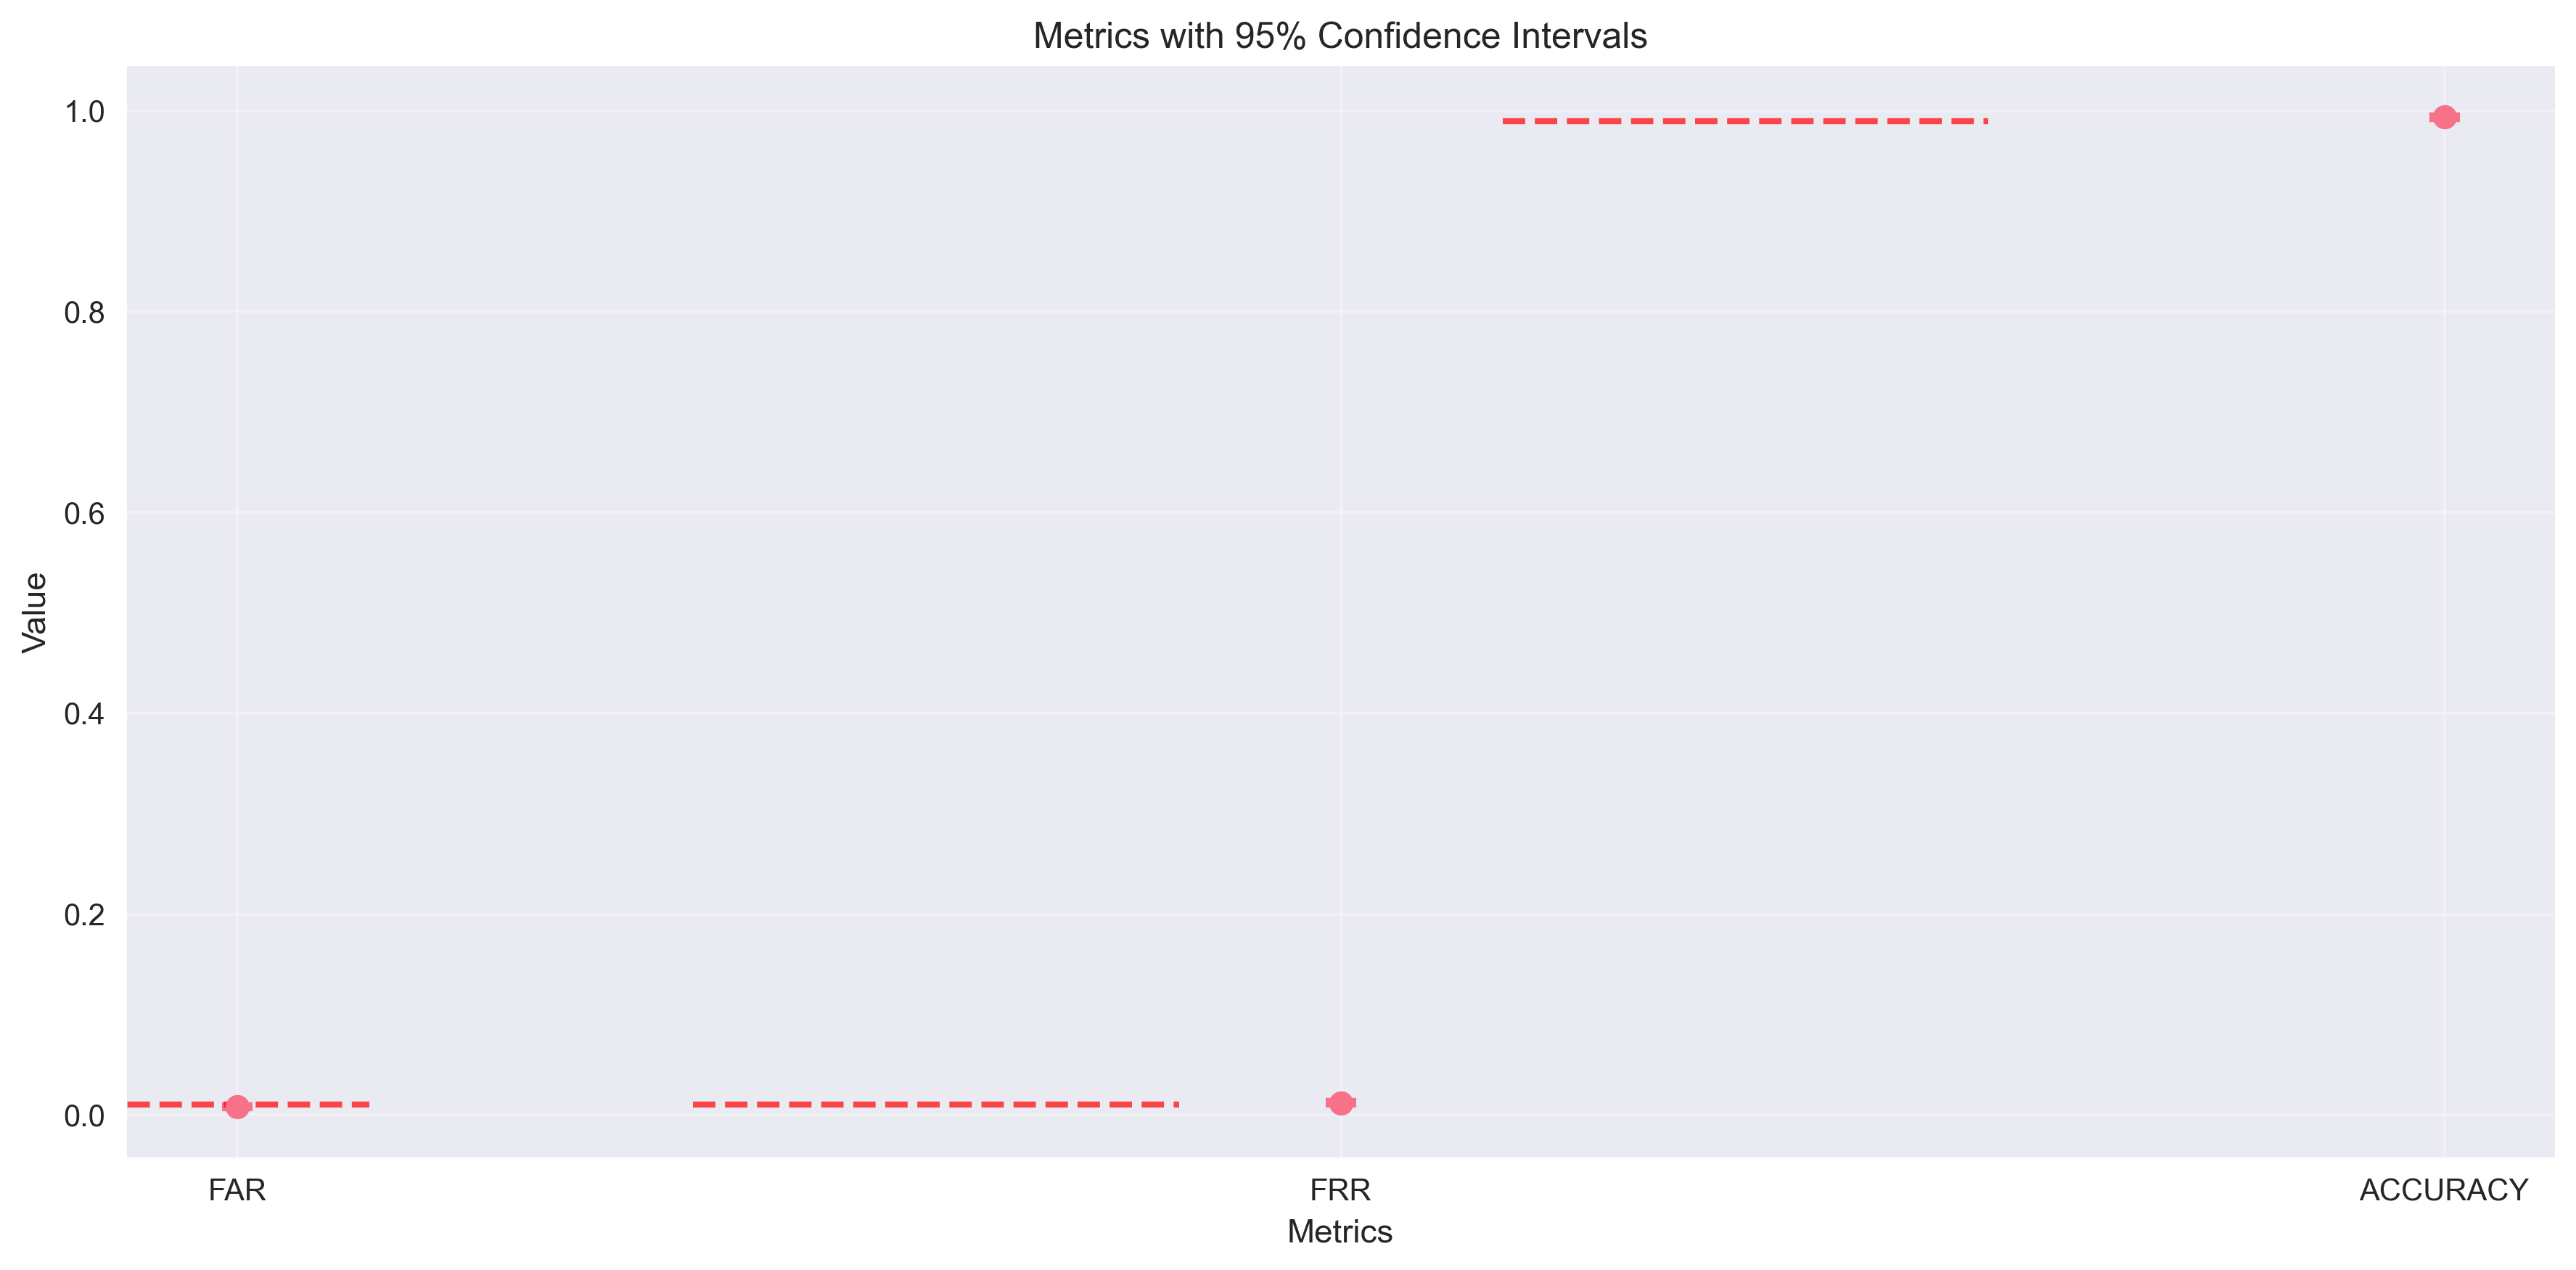 Metrics with 95% Confidence Intervals
1.0
0.8
0.6
0.4
0.2
0.0
Value
FAR
FRR
ACCURACY
Metrics